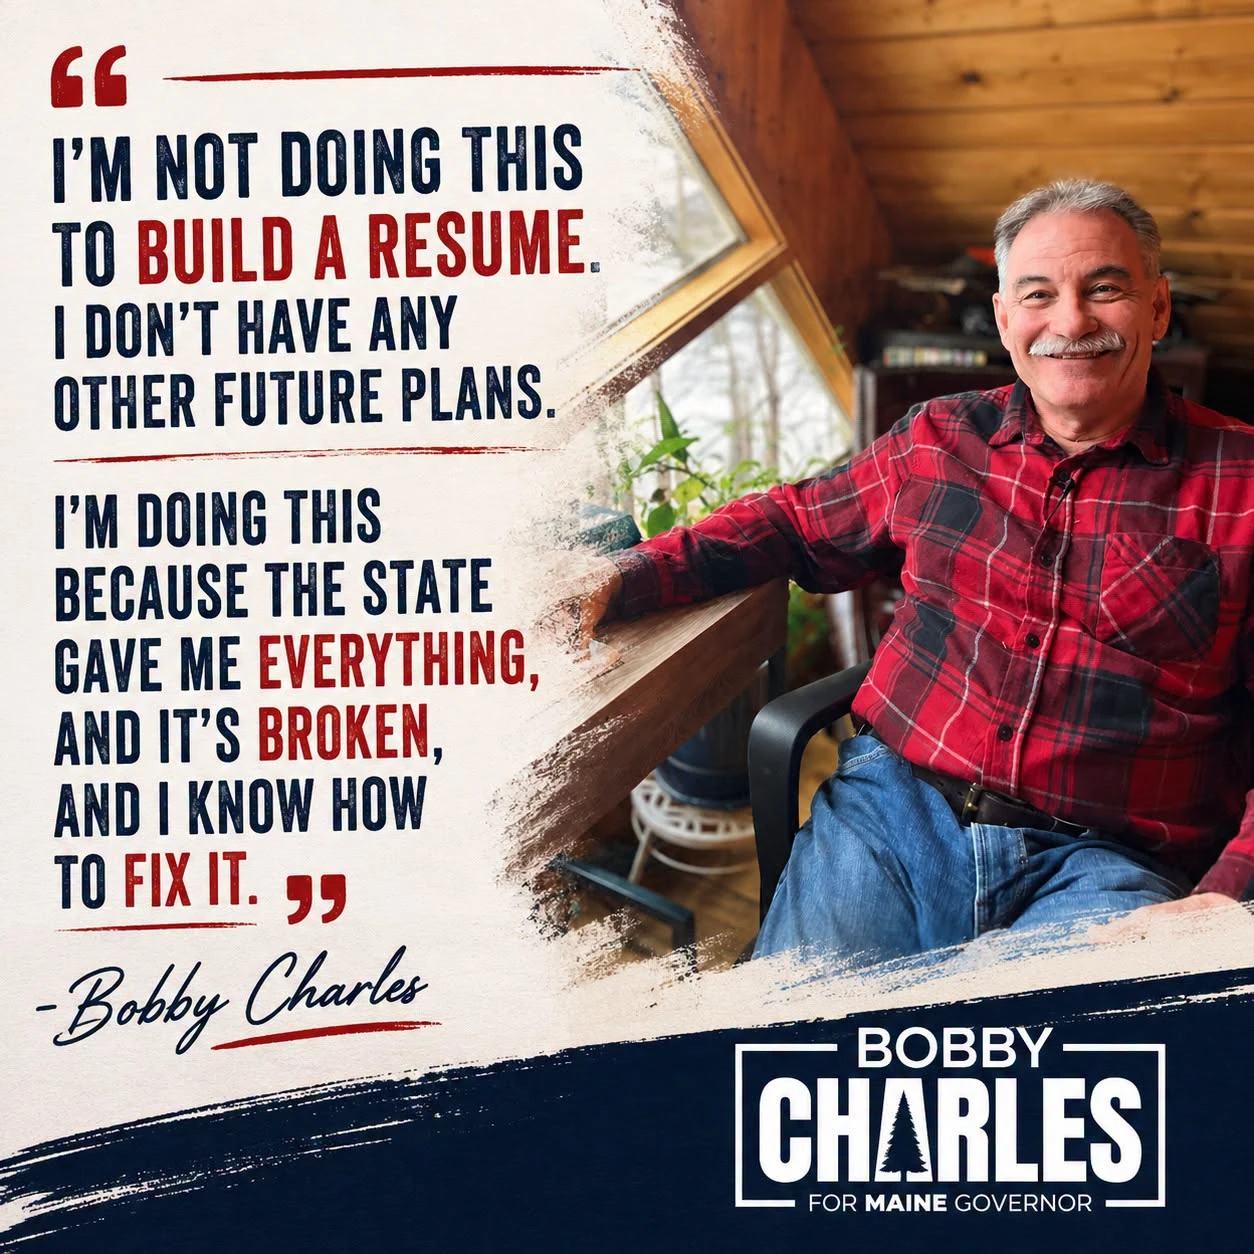 “
I’M NOT DOING THIS
TO BUILD A RESUME.
I DON’T HAVE ANY
OTHER FUTURE PLANS.
I’M DOING THIS
BECAUSE THE STATE
GAVE ME EVERYTHING,
AND IT’S BROKEN,
AND I KNOW HOW
TO FIX IT. ”
-Bobby Charles
BOBBY
CHARLES
FOR MAINE GOVERNOR